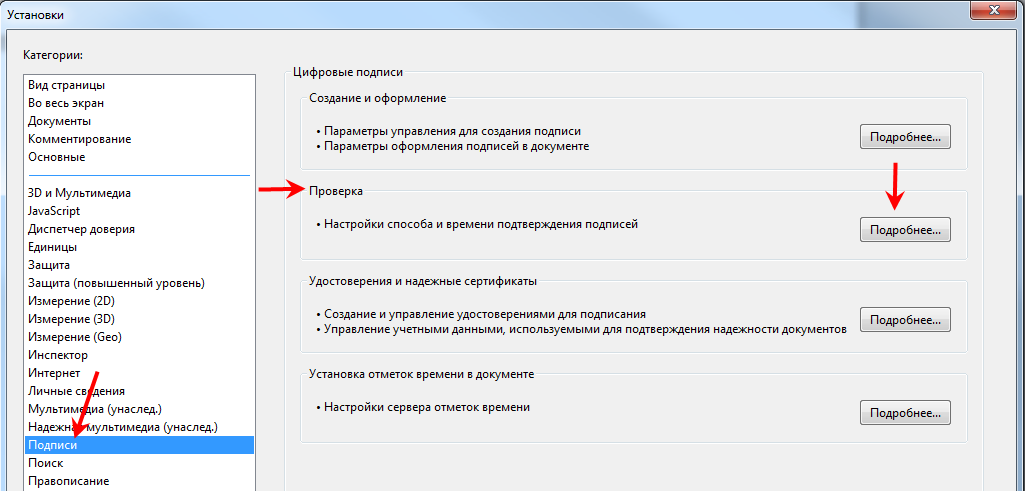 Установки
Категории:
Вид страницы
Во весь экран
Документы
Комментирование
Основные
3D и Мультимедиа
JavaScript
Диспетчер доверия
Единицы
Защита
Защита (повышенный уровень)
Измерение (2D)
Измерение (3D)
Измерение (Geo)
Инспектор
Интернет
Личные сведения
Мультимедиа (унаслед.)
Надежная мультимедиа (унаслед.)
Подписи
Поиск
Правописание
Цифровые подписи
Создание и оформление
• Параметры управления для создания подписи
• Параметры оформления подписей в документе
Подробнее...
Проверка
• Настройки способа и времени подтверждения подписей
Подробнее...
Удостоверения и надежные сертификаты
• Создание и управление удостоверениями для подписания
• Управление учетными данными, используемыми для подтверждения надежности документов
Подробнее...
Установка отметок времени в документе
• Настройки сервера отметок времени
Подробнее...